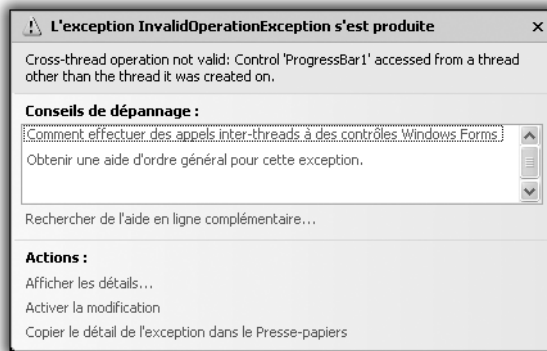 L'exception InvalidOperationException s'est produite
Cross-thread operation not valid: Control 'ProgressBar1' accessed from a thread
other than the thread it was created on.
Conseils de dépannage :
Comment effectuer des appels inter-threads à des contrôles Windows Forms
Obtenir une aide d'ordre général pour cette exception.
Rechercher de l'aide en ligne complémentaire...
Actions :
Afficher les détails...
Activer la modification
Copier le détail de l'exception dans le Presse-papiers